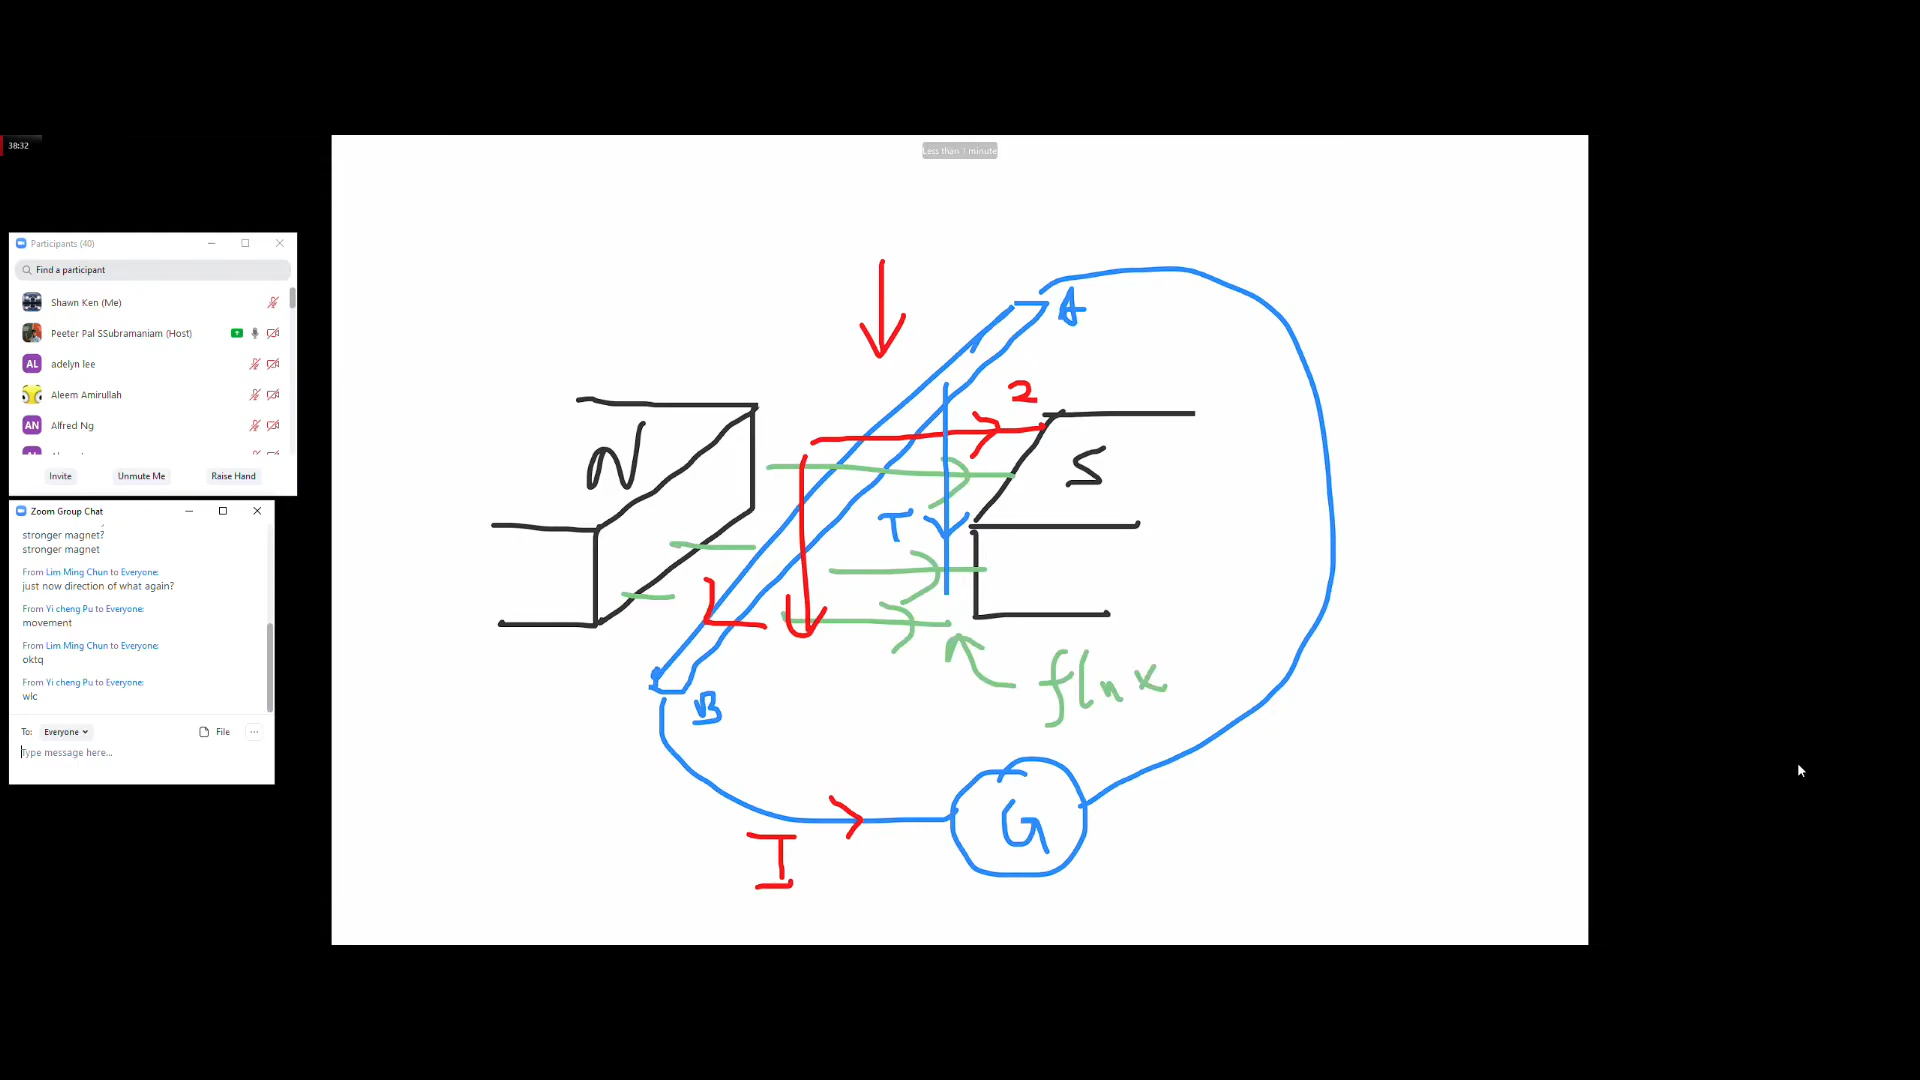 38:32
Less than 1 minute
Participants (40)
Find a participant
Shawn Ken (Me)
Peeter Pal SSubramaniam (Host)
AL adelyn lee
Aleem Amirullah
AN Alfred Ng
Invite Unmute Me Raise Hand
Zoom Group Chat
stronger magnet?
stronger magnet
From Lim Ming Chun to Everyone:
just now direction of what again?
From Yi cheng Pu to Everyone:
movement
From Lim Ming Chun to Everyone:
oktq
From Yi cheng Pu to Everyone:
wlc
To: Everyone File ...
Type message here...
A
2
N
S
T
flux
B
G
I